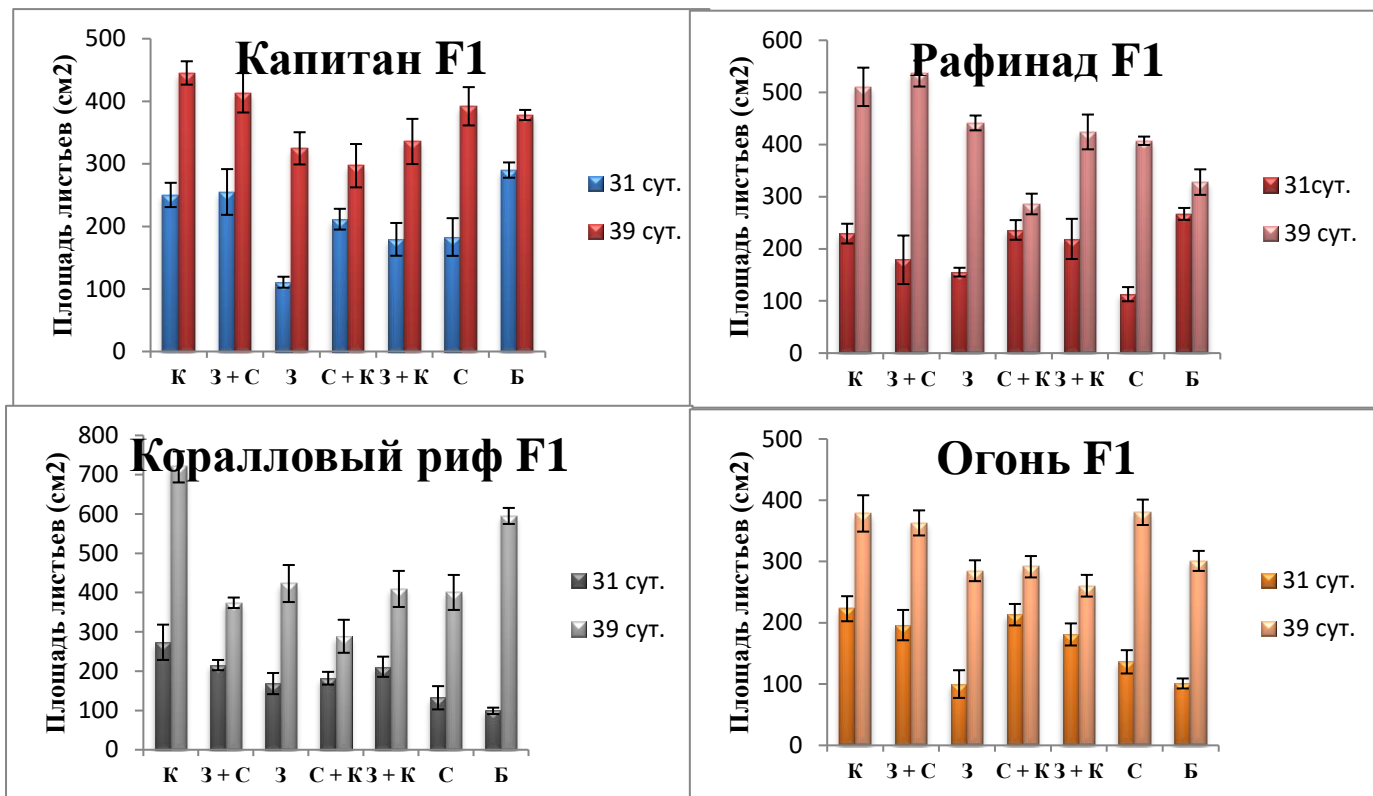 Капитан F1
Площадь листьев (см2)
500
400
300
200
100
0
К З + С З С + К З + К С Б
31 сут.
39 сут.
Рафинад F1
Площадь листьев (см2)
600
500
400
300
200
100
0
К З + С З С + К З + К С Б
31сут.
39 сут.
Коралловый риф F1
Площадь листьев (см2)
800
700
600
500
400
300
200
100
0
К З + С З С + К З + К С Б
31 сут.
39 сут.
Огонь F1
Площадь листьев (см2)
500
400
300
200
100
0
К З + С З С + К З + К С Б
31 сут.
39 сут.